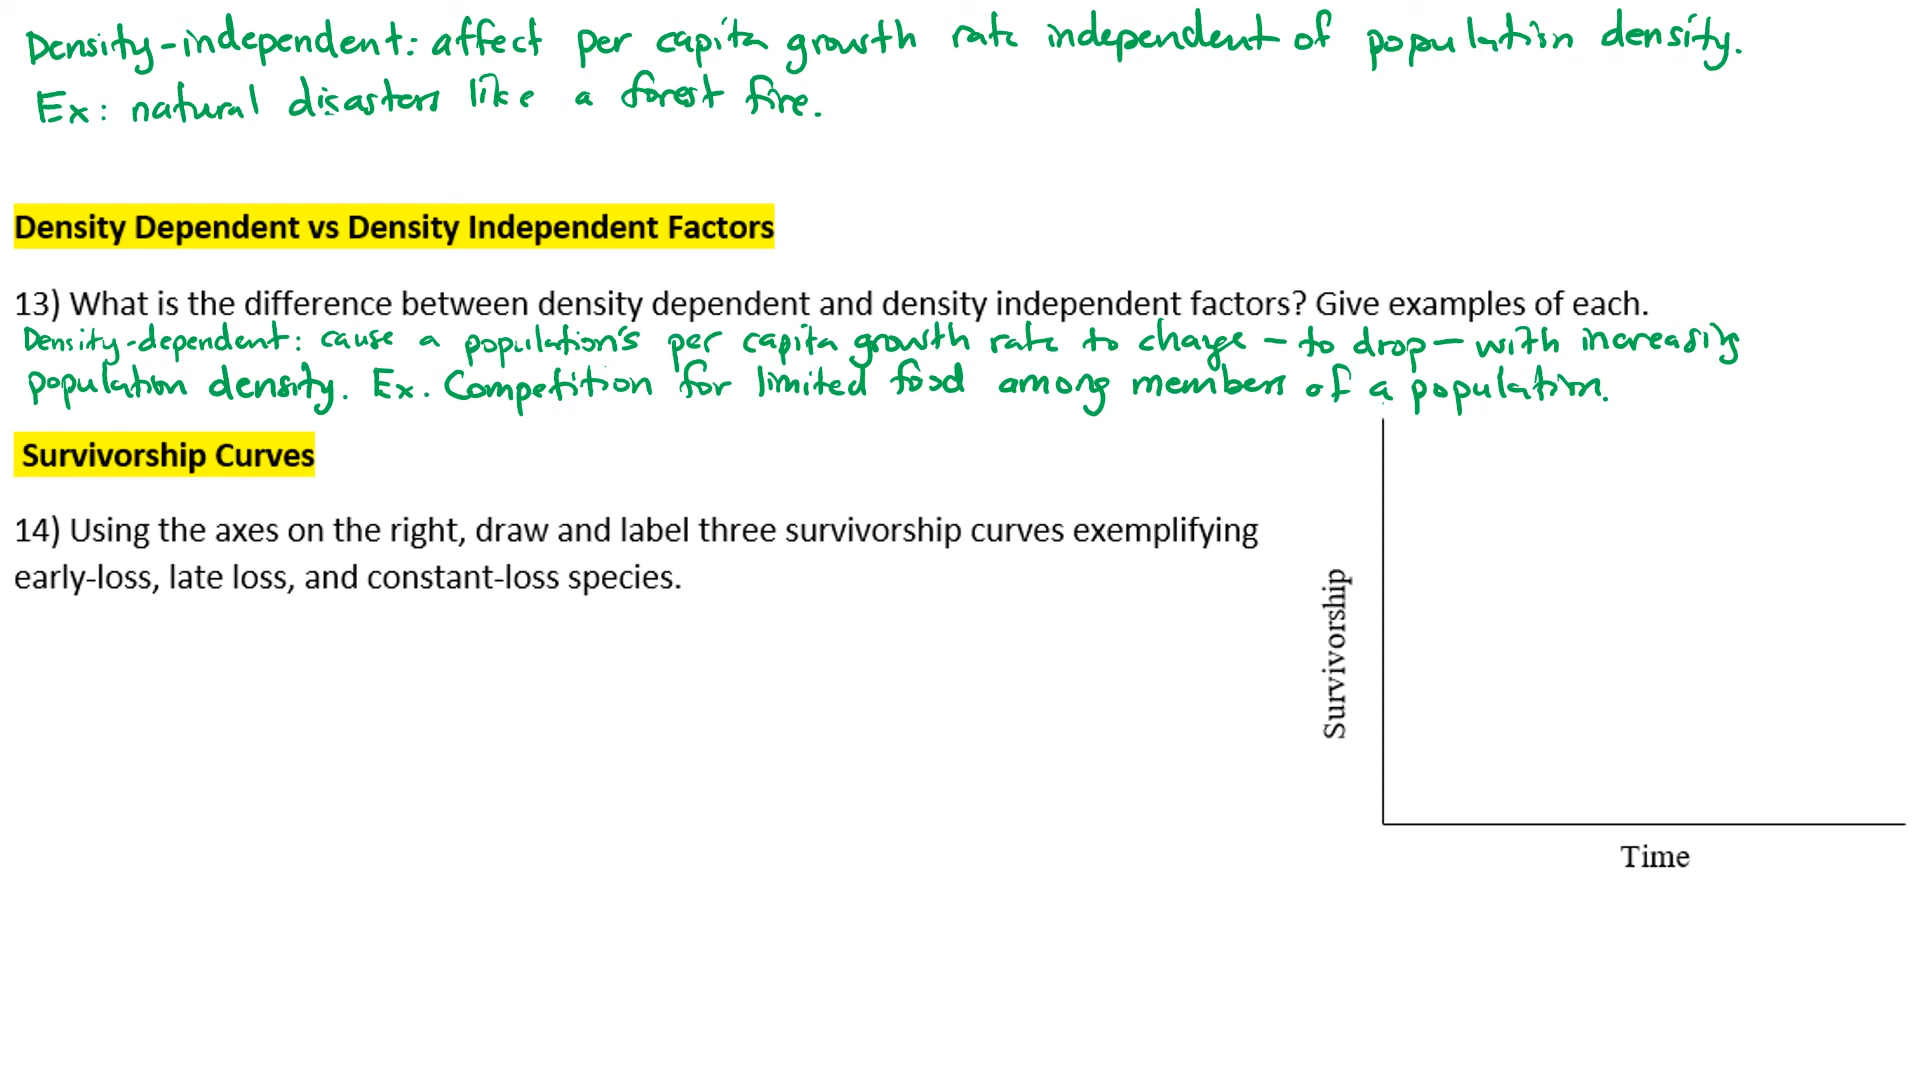 Density-independent: affect per capita growth rate independent of population density.
Ex: natural disasters like a forest fire.
Density Dependent vs Density Independent Factors
13) What is the difference between density dependent and density independent factors? Give examples of each.
Density-dependent: cause a population's per capita growth rate to change – to drop – with increasing
population density. Ex. Competition for limited food among members of a population.
Survivorship Curves
14) Using the axes on the right, draw and label three survivorship curves exemplifying
early-loss, late loss, and constant-loss species.
Survivorship
Time